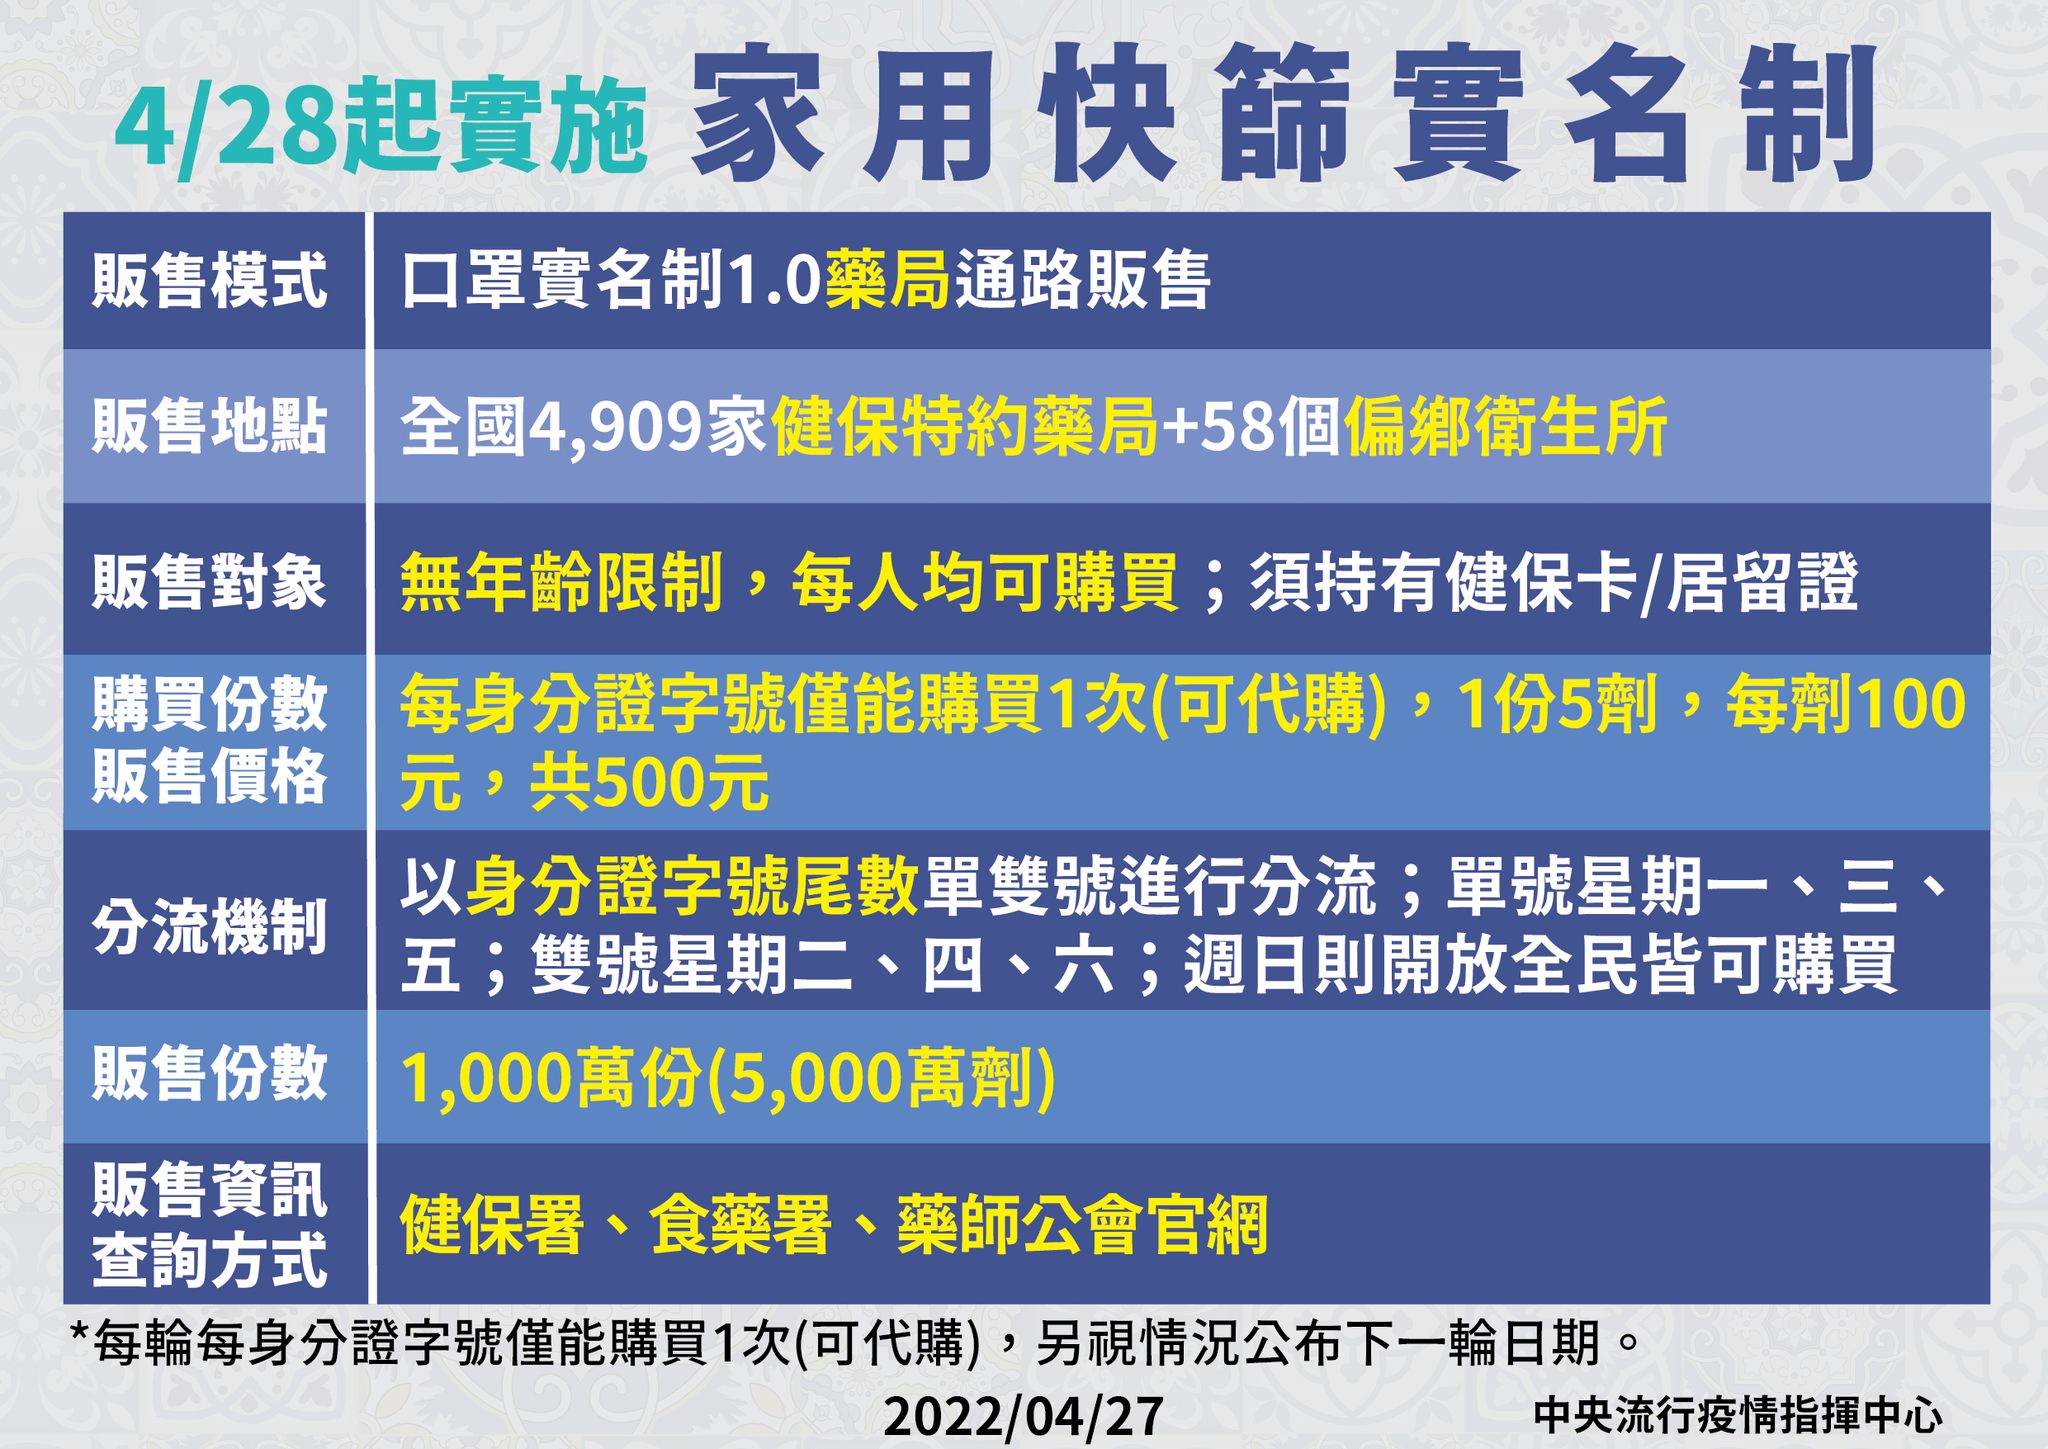 4/28起實施 家用快篩實名制
販售模式
口罩實名制1.0藥局通路販售
販售地點
全國4,909家健保特約藥局+58個偏鄉衛生所
販售對象
無年齡限制，每人均可購買；須持有健保卡/居留證
購買份數
販售價格
每身分證字號僅能購買1次(可代購)，1份5劑，每劑100
元，共500元
分流機制
以身分證字號尾數單雙號進行分流；單號星期一、三、
五；雙號星期二、四、六；週日則開放全民皆可購買
販售份數
1,000萬份(5,000萬劑)
販售資訊
查詢方式
健保署、食藥署、藥師公會官網
*每輪每身分證字號僅能購買1次(可代購)，另視情況公布下一輪日期。
2022/04/27
中央流行疫情指揮中心